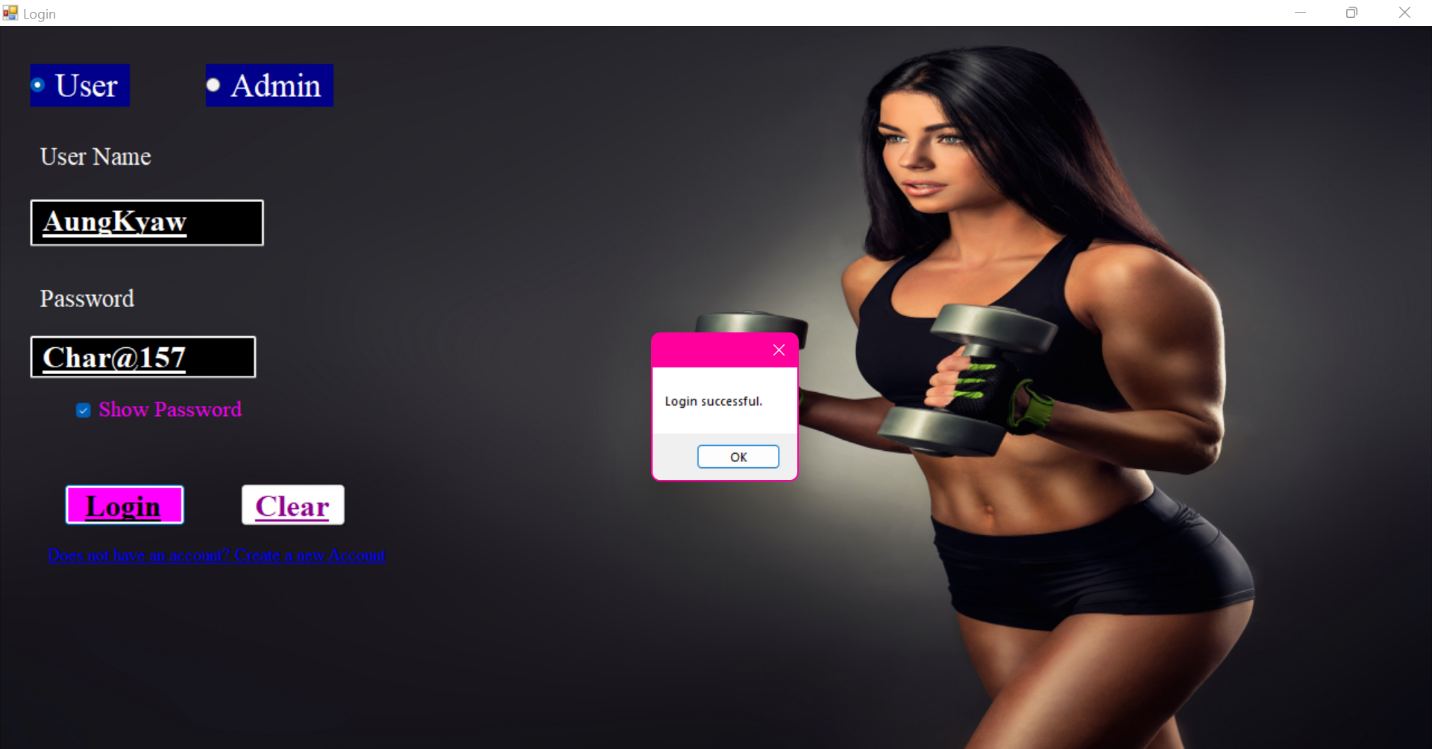 Login
User
Admin
User Name
AungKyaw
Password
Char@157
Show Password
Login successful.
OK
Login
Clear
Does not have an account? Create a new Account